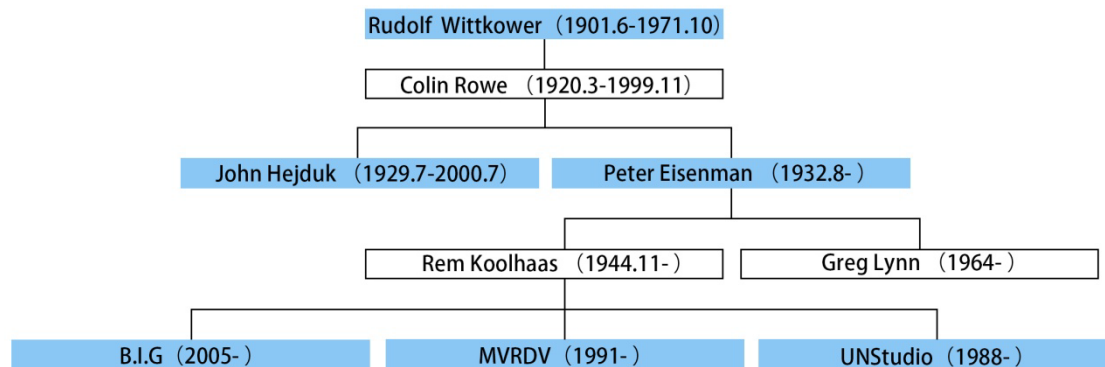 Rudolf Wittkower（1901.6-1971.10）
Colin Rowe （1920.3-1999.11）
John Hejduk （1929.7-2000.7）
Peter Eisenman （1932.8- ）
Rem Koolhaas （1944.11- ）
Greg Lynn （1964- ）
B.I.G（2005- ）
MVRDV（1991- ）
UNStudio（1988- ）